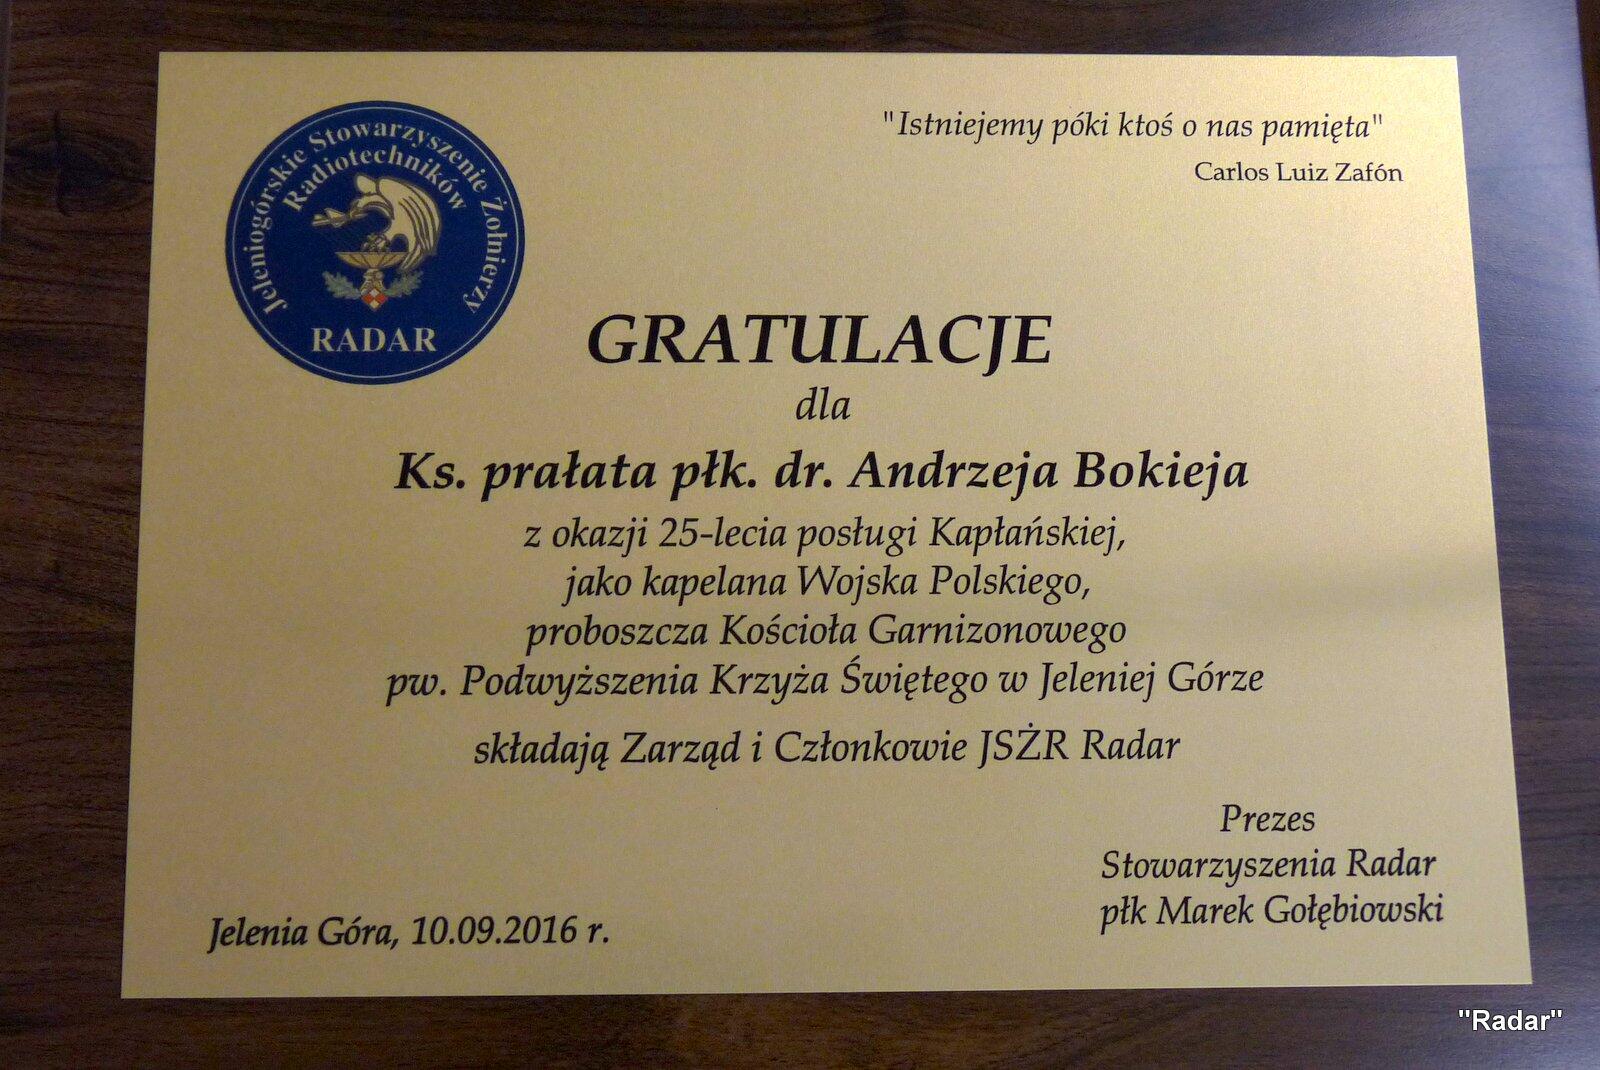 Jeleniogórskie Stowarzyszenie Żołnierzy
Radiotechników
RADAR
"Istniejemy póki ktoś o nas pamięta"
Carlos Luiz Zafón
GRATULACJE
dla
Ks. prałata płk. dr. Andrzeja Bokieja
z okazji 25-lecia posługi Kapłańskiej,
jako kapelana Wojska Polskiego,
proboszcza Kościoła Garnizonowego
pw. Podwyższenia Krzyża Świętego w Jeleniej Górze
składają Zarząd i Członkowie JSŻR Radar
Prezes
Stowarzyszenia Radar
płk Marek Gołębiowski
Jelenia Góra, 10.09.2016 r.
"Radar"